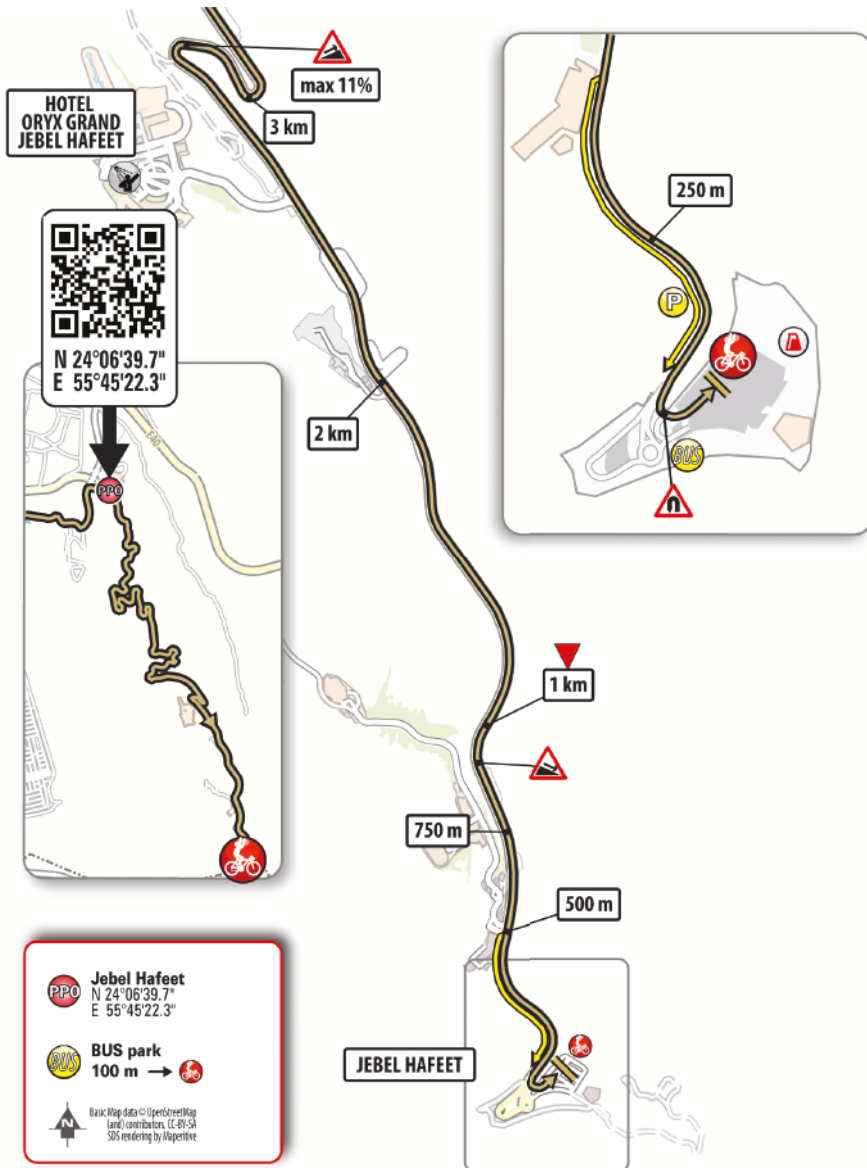 max 11%
3 km
HOTEL
ORYX GRAND
JEBEL HAFEET
N 24°06'39.7"
E 55°45'22.3"
E40
PPO
2 km
1 km
750 m
500 m
JEBEL HAFEET
250 m
P
BUS
PPO
Jebel Hafeet
N 24°06'39.7"
E 55°45'22.3"
BUS
BUS park
100 m
N
Basic Map data © OpenStreetMap
(and) contributors, CC-BY-SA
SDS rendering by Maperitive